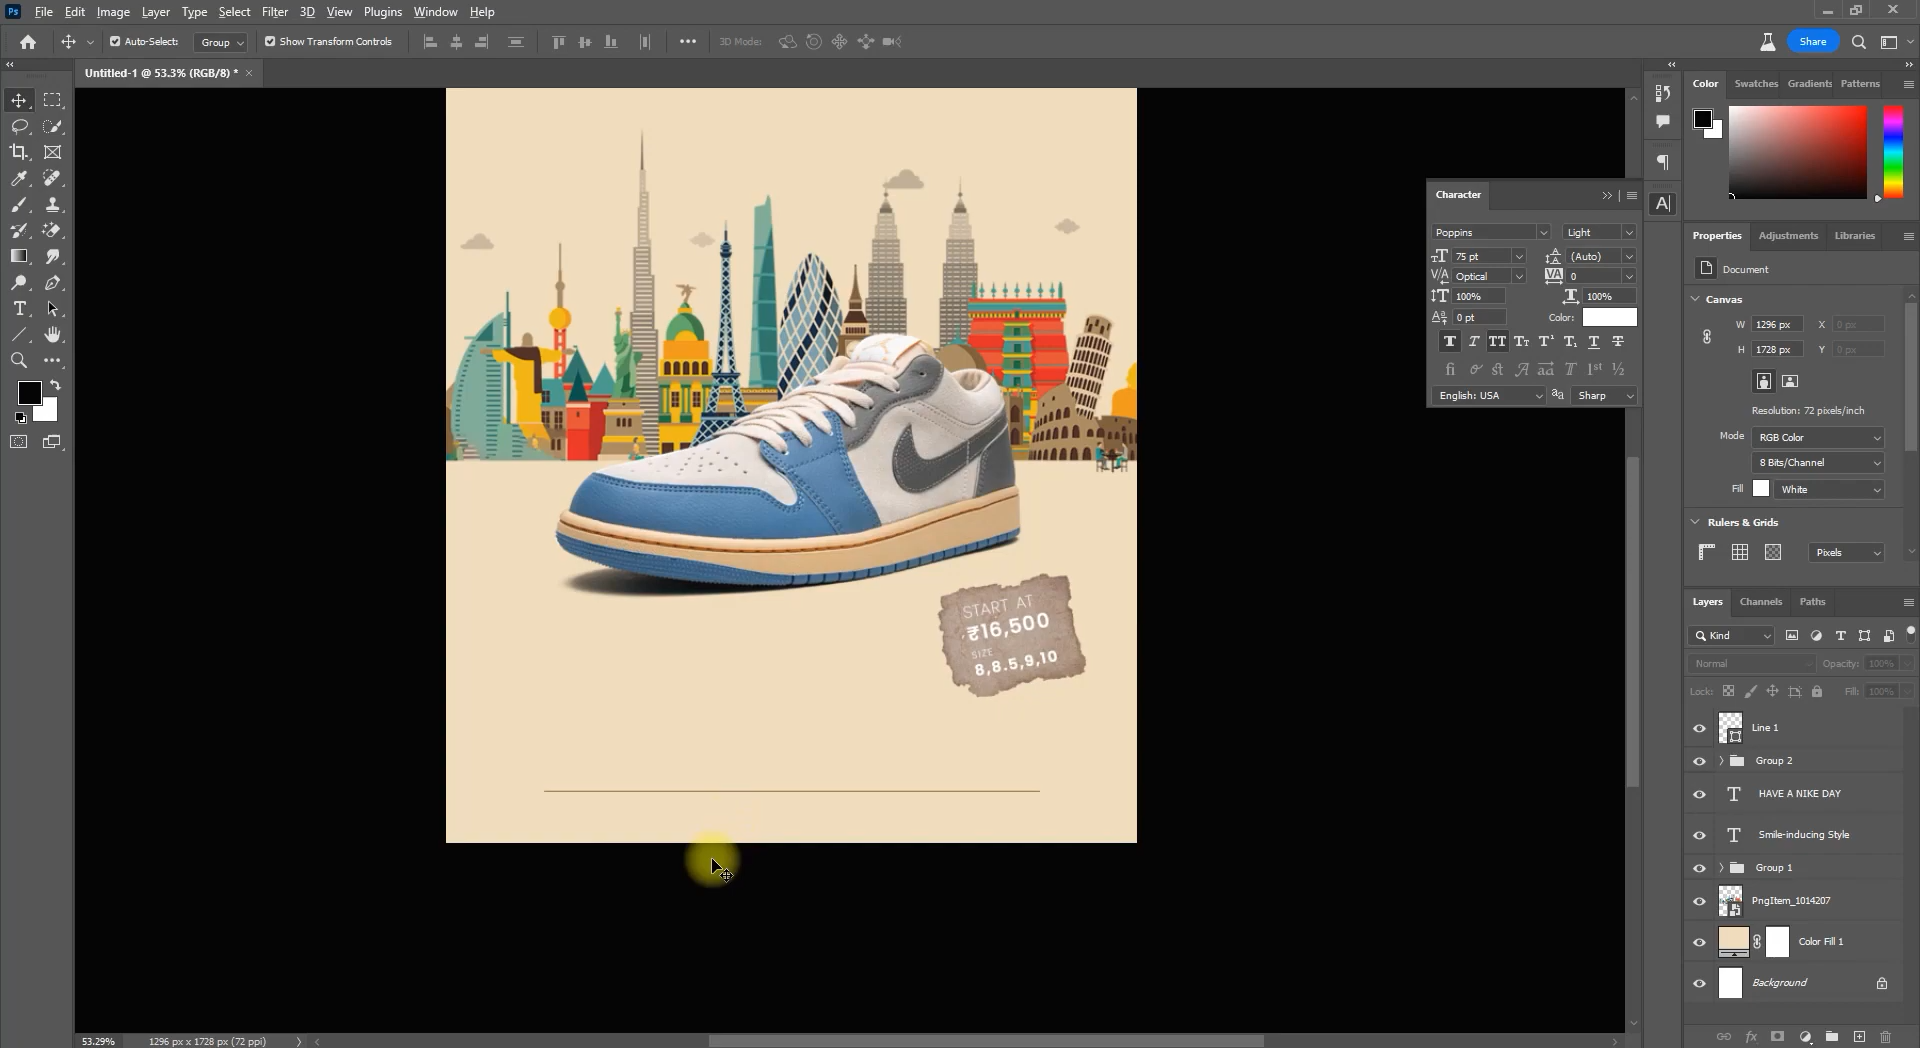 Ps File Edit Image Layer Type Select Filter 3D View Plugins Window Help
Auto-Select: Group Show Transform Controls 3D Mode: Share
Untitled-1 @ 53.3% (RGB/8) * ×
Color Swatches Gradients Patterns
Character
Poppins Light
75 pt (Auto)
Optical 0
100% 100%
0 pt Color:
English: USA Sharp
Properties Adjustments Libraries
Document
Canvas
W 1296 px X 0 px
H 1728 px Y 0 px
Resolution: 72 pixels/inch
Mode RGB Color
8 Bits/Channel
Fill White
Rulers & Grids
Pixels
START AT
₹16,500
SIZE
8,8.5,9,10
Layers Channels Paths
Kind
Normal Opacity: 100%
Lock: Fill: 100%
Line 1
Group 2
HAVE A NIKE DAY
Smile-inducing Style
Group 1
PngItem_1014207
Color Fill 1
Background
53.29% 1296 px x 1728 px (72 ppi)